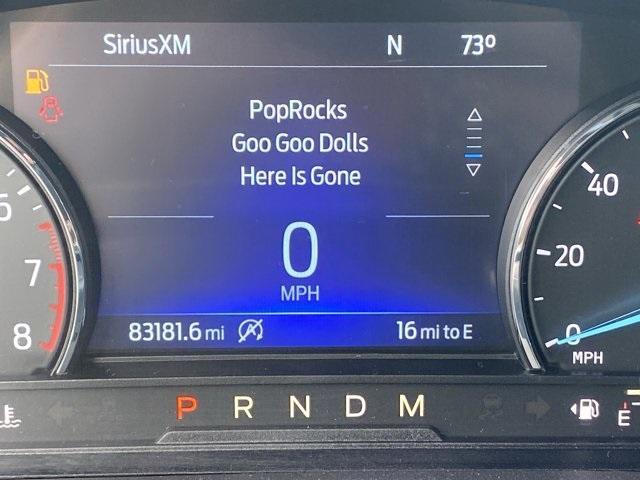 SiriusXM N 73º
PopRocks
Goo Goo Dolls
Here Is Gone
0
MPH
83181.6 mi 16 mi to E
6
7
8
40
20
0
MPH
P R N D M
E